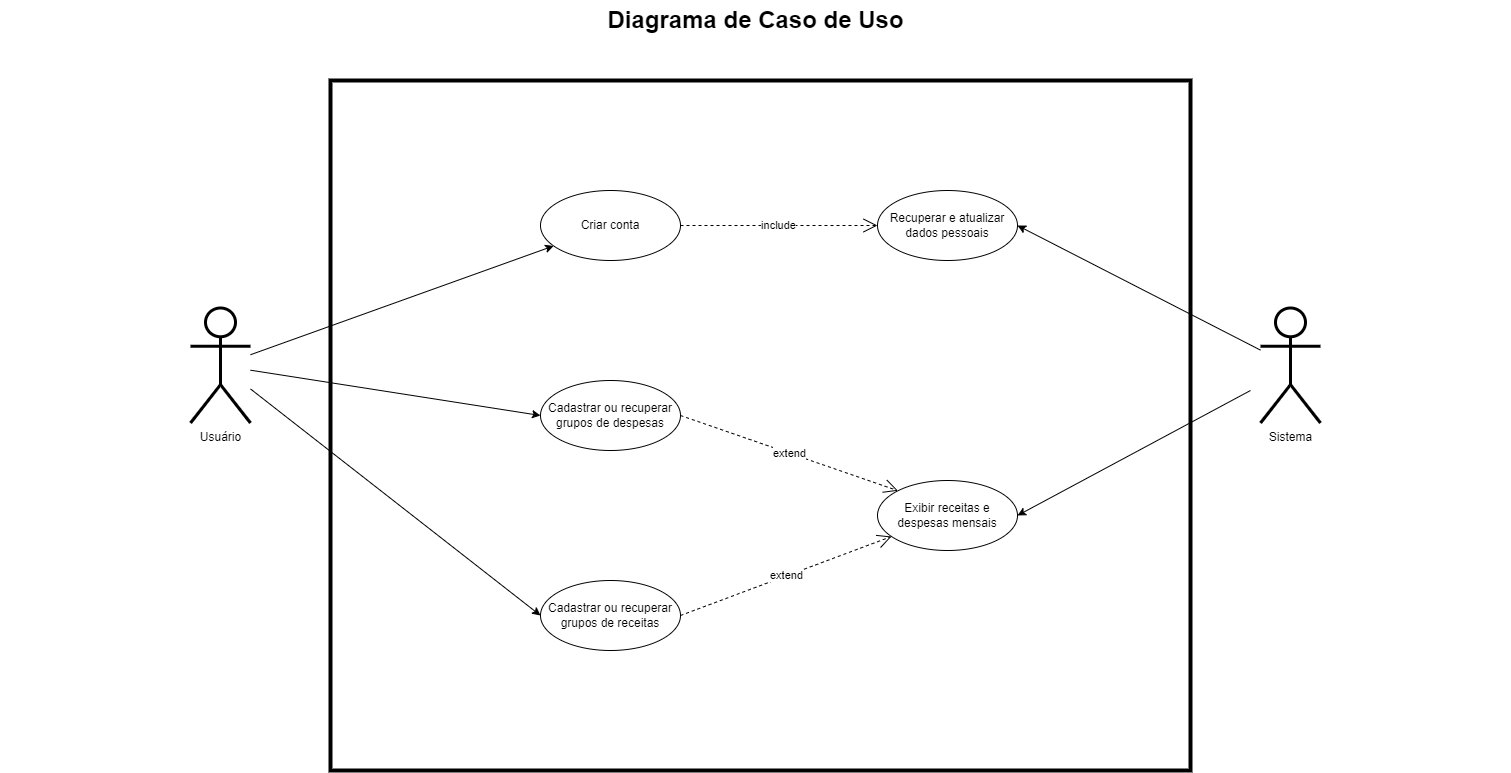 Diagrama de Caso de Uso
Criar conta
include
Recuperar e atualizar
dados pessoais
Usuário
Sistema
Cadastrar ou recuperar
grupos de despesas
extend
Exibir receitas e
despesas mensais
extend
Cadastrar ou recuperar
grupos de receitas